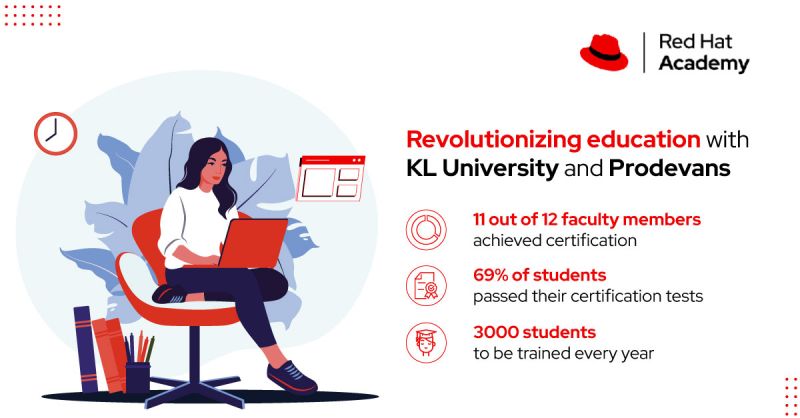 Red Hat
Academy
Revolutionizing education with
KL University and Prodevans
11 out of 12 faculty members
achieved certification
69% of students
passed their certification tests
3000 students
to be trained every year